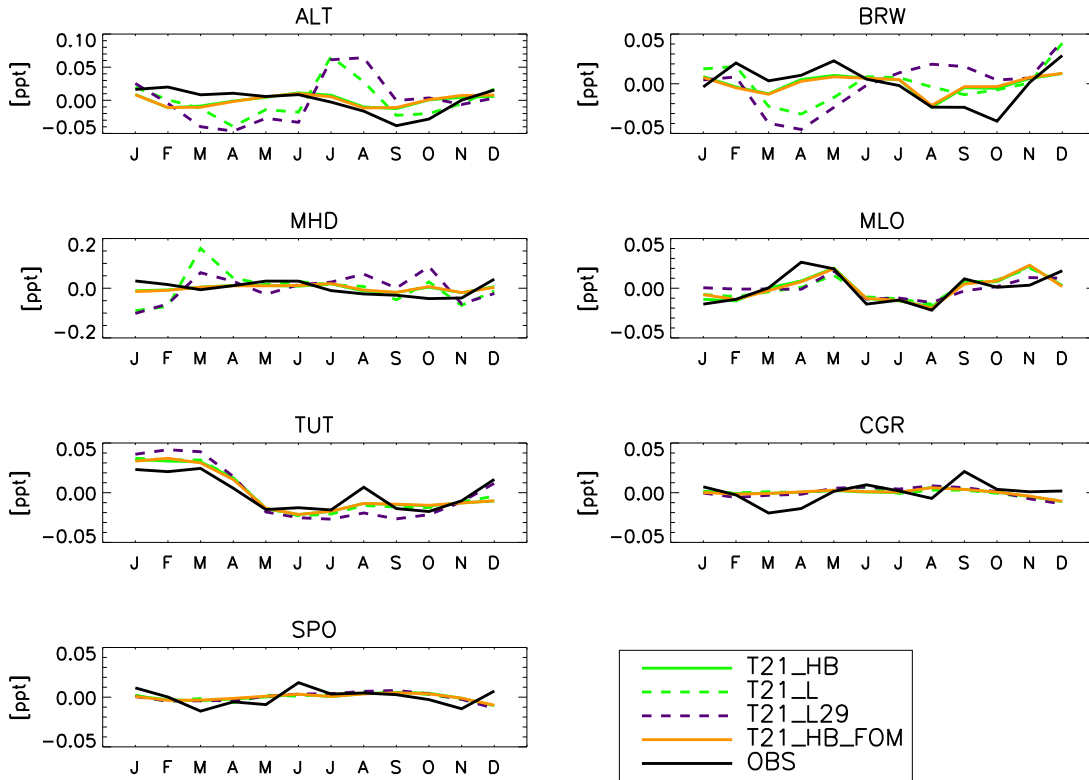 ALT
[ppt]
0.10
0.05
0.00
-0.05
J F M A M J J A S O N D
BRW
[ppt]
0.05
0.00
-0.05
J F M A M J J A S O N D
MHD
[ppt]
0.2
0.0
-0.2
J F M A M J J A S O N D
MLO
[ppt]
0.05
0.00
-0.05
J F M A M J J A S O N D
TUT
[ppt]
0.05
0.00
-0.05
J F M A M J J A S O N D
CGR
[ppt]
0.05
0.00
-0.05
J F M A M J J A S O N D
SPO
[ppt]
0.05
0.00
-0.05
J F M A M J J A S O N D
T21_HB
T21_L
T21_L29
T21_HB_FOM
OBS